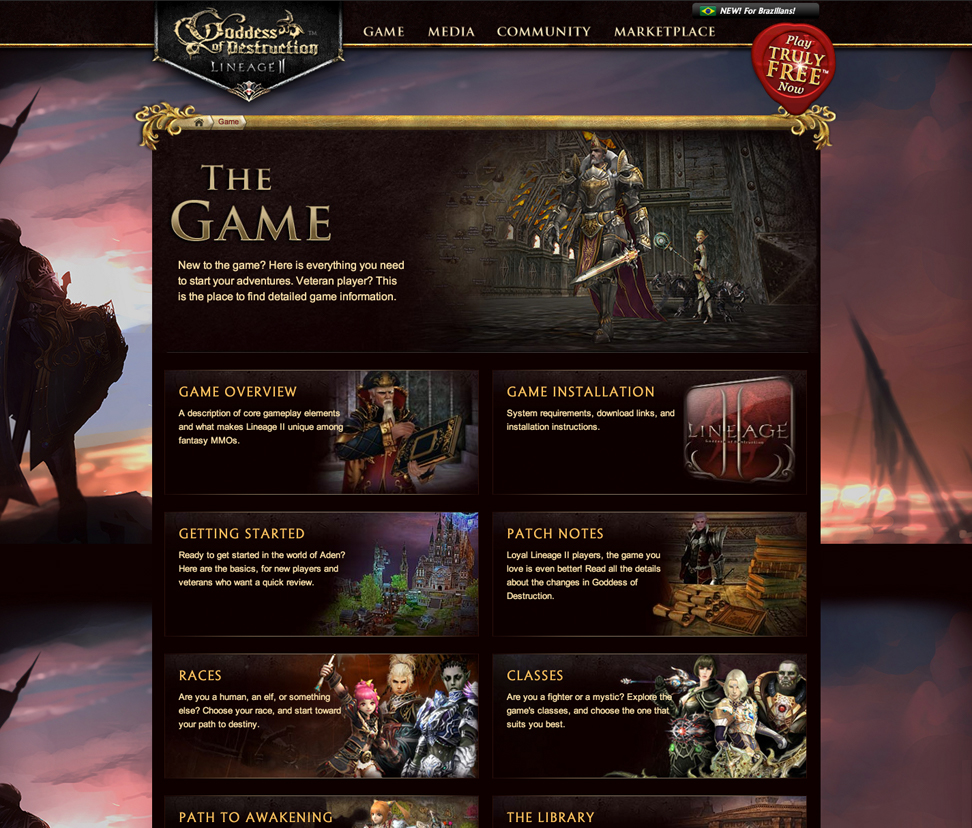 NEW! For Brazilians!
Goddess
of Destruction™
LINEAGE II
GAME
MEDIA
COMMUNITY
MARKETPLACE
Play
TRULY
FREE™
Now
Game
THE
GAME
New to the game? Here is everything you need
to start your adventures. Veteran player? This
is the place to find detailed game information.
GAME OVERVIEW
A description of core gameplay elements
and what makes Lineage II unique among
fantasy MMOs.
GAME INSTALLATION
System requirements, download links, and
installation instructions.
LINEAGE
II
Goddess of Destruction
GETTING STARTED
Ready to get started in the world of Aden?
Here are the basics, for new players and
veterans who want a quick review.
PATCH NOTES
Loyal Lineage II players, the game you
love is even better! Read all the details
about the changes in Goddess of
Destruction.
RACES
Are you a human, an elf, or something
else? Choose your race, and start toward
your path to destiny.
CLASSES
Are you a fighter or a mystic? Explore the
game's classes, and choose the one that
suits you best.
PATH TO AWAKENING
THE LIBRARY